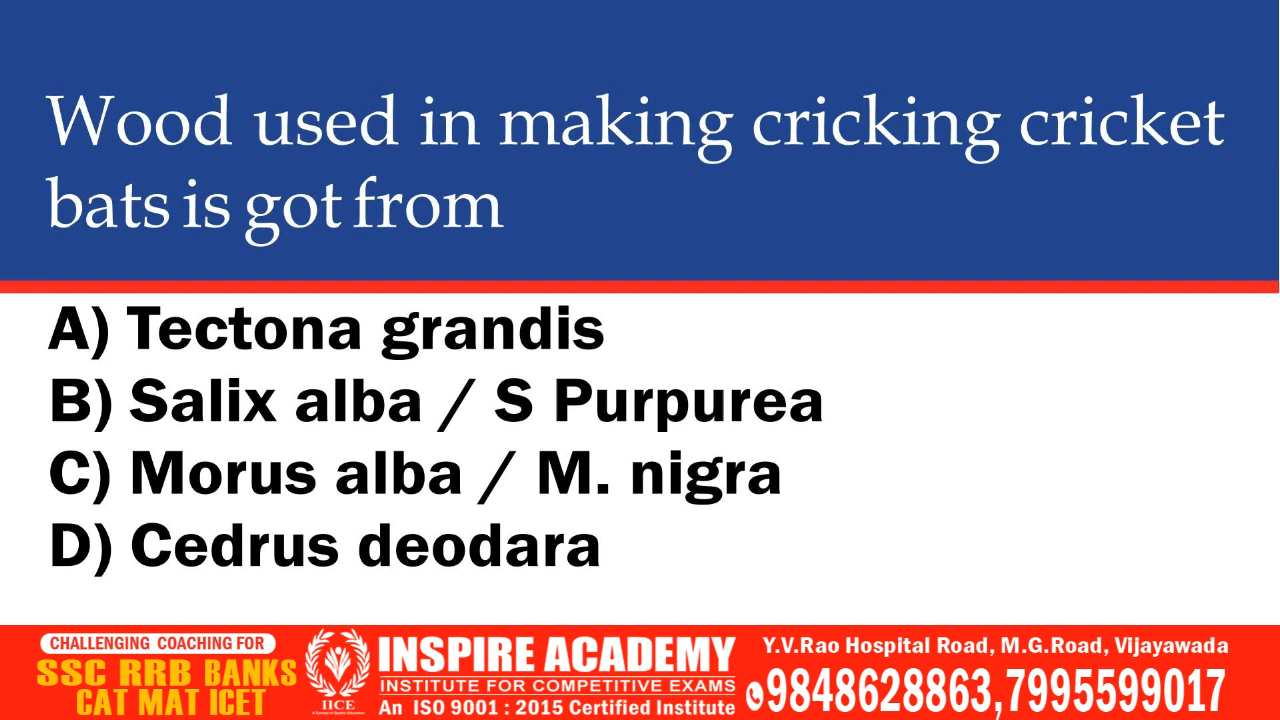 Wood used in making cricking cricket
bats is got from
A) Tectona grandis
B) Salix alba / S Purpurea
C) Morus alba / M. nigra
D) Cedrus deodara
CHALLENGING COACHING FOR
SSC RRB BANKS
CAT MAT ICET
IICE
INSPIRE ACADEMY
INSTITUTE FOR COMPETITIVE EXAMS
An ISO 9001 : 2015 Certified Institute
Y.V.Rao Hospital Road, M.G.Road, Vijayawada
9848628863,7995599017